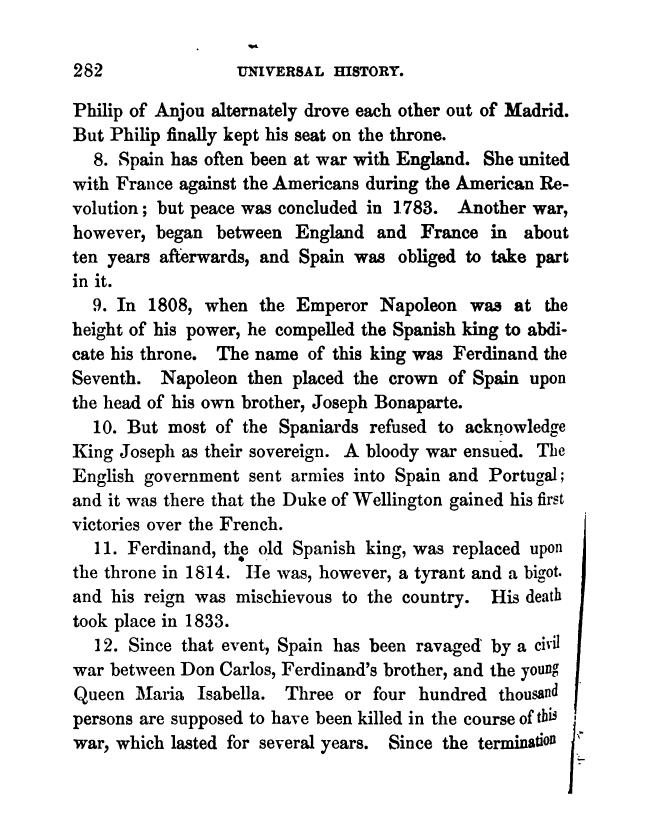 282 UNIVERSAL HISTORY.
Philip of Anjou alternately drove each other out of Madrid.
But Philip finally kept his seat on the throne.
8. Spain has often been at war with England. She united
with France against the Americans during the American Re-
volution; but peace was concluded in 1783. Another war,
however, began between England and France in about
ten years afterwards, and Spain was obliged to take part
in it.
9. In 1808, when the Emperor Napoleon was at the
height of his power, he compelled the Spanish king to abdi-
cate his throne. The name of this king was Ferdinand the
Seventh. Napoleon then placed the crown of Spain upon
the head of his own brother, Joseph Bonaparte.
10. But most of the Spaniards refused to acknowledge
King Joseph as their sovereign. A bloody war ensued. The
English government sent armies into Spain and Portugal;
and it was there that the Duke of Wellington gained his first
victories over the French.
11. Ferdinand, the old Spanish king, was replaced upon
the throne in 1814. He was, however, a tyrant and a bigot.
and his reign was mischievous to the country. His death
took place in 1833.
12. Since that event, Spain has been ravaged by a civil
war between Don Carlos, Ferdinand's brother, and the young
Queen Maria Isabella. Three or four hundred thousand
persons are supposed to have been killed in the course of this
war, which lasted for several years. Since the termination